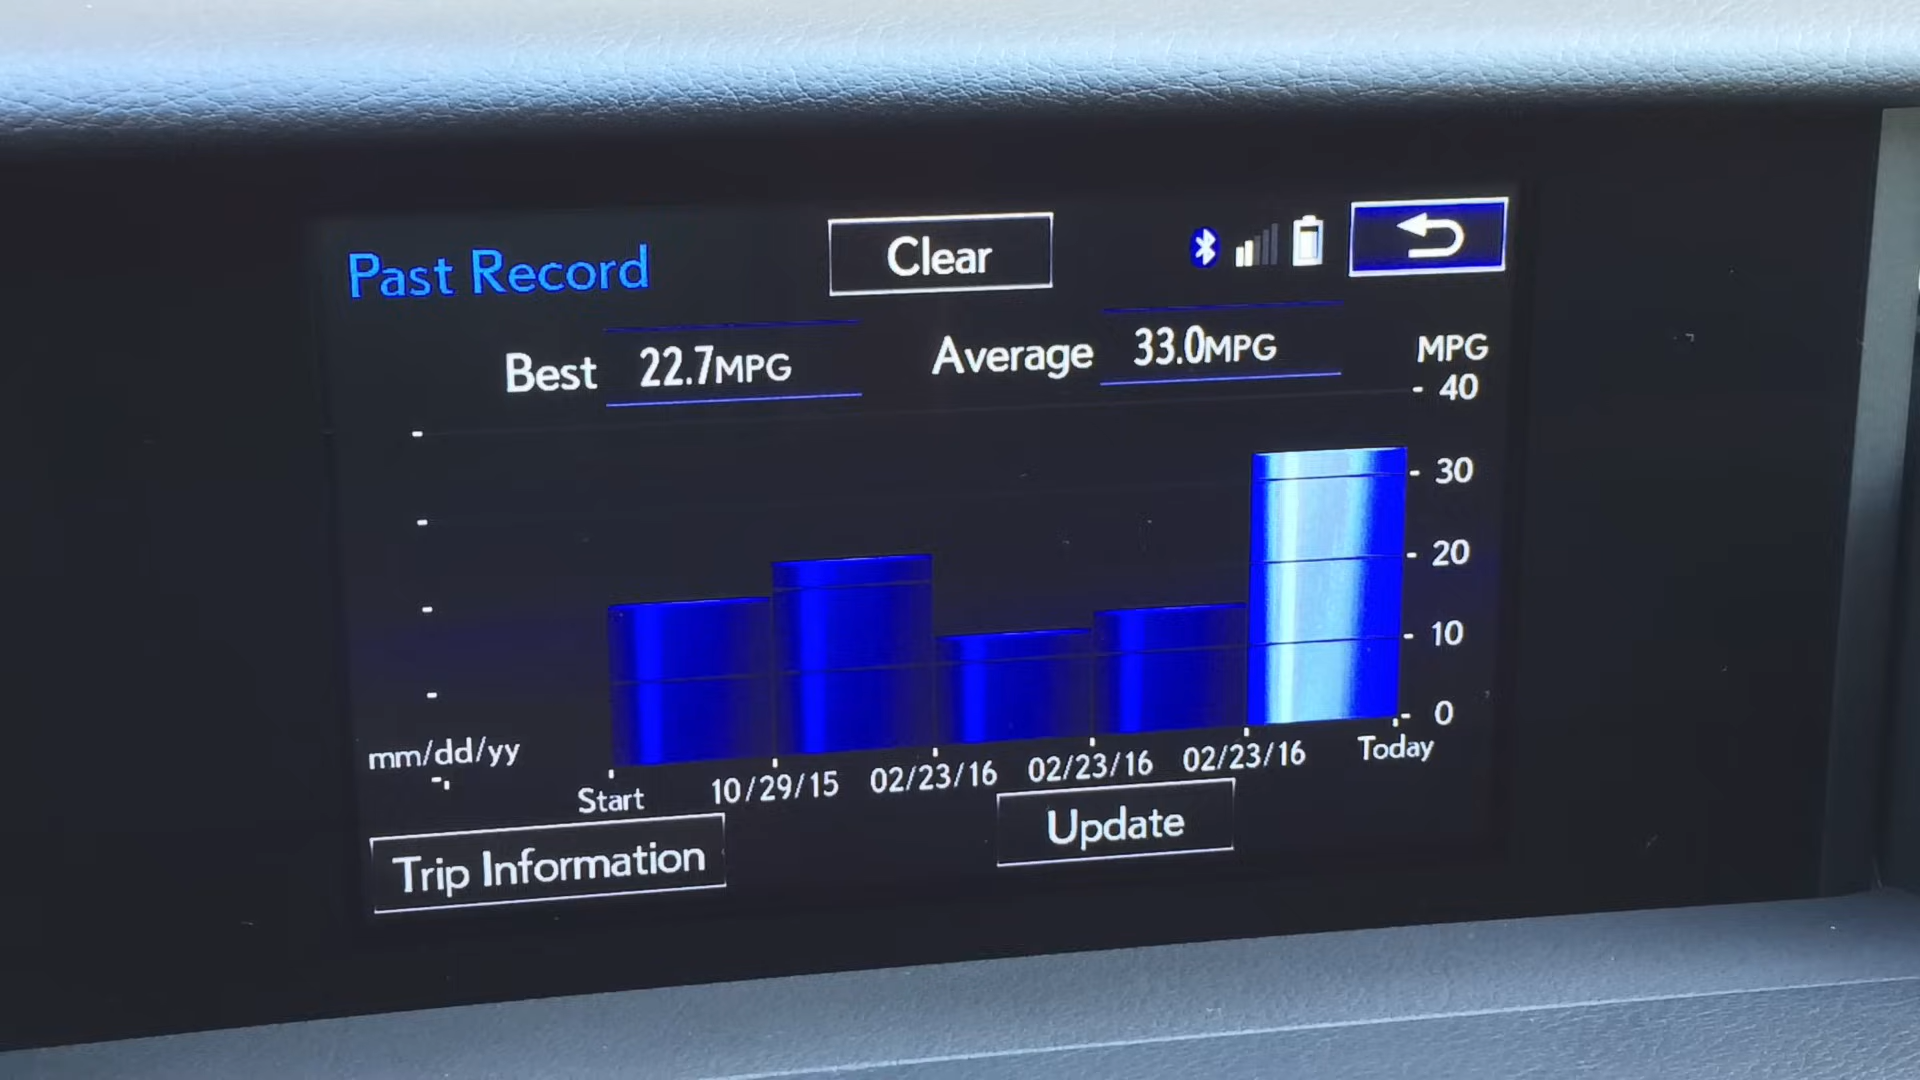 Past Record
Clear
Best 22.7MPG
Average 33.0MPG
MPG
40
30
20
10
0
mm/dd/yy
Start
10/29/15
02/23/16
02/23/16
02/23/16
Today
Trip Information
Update